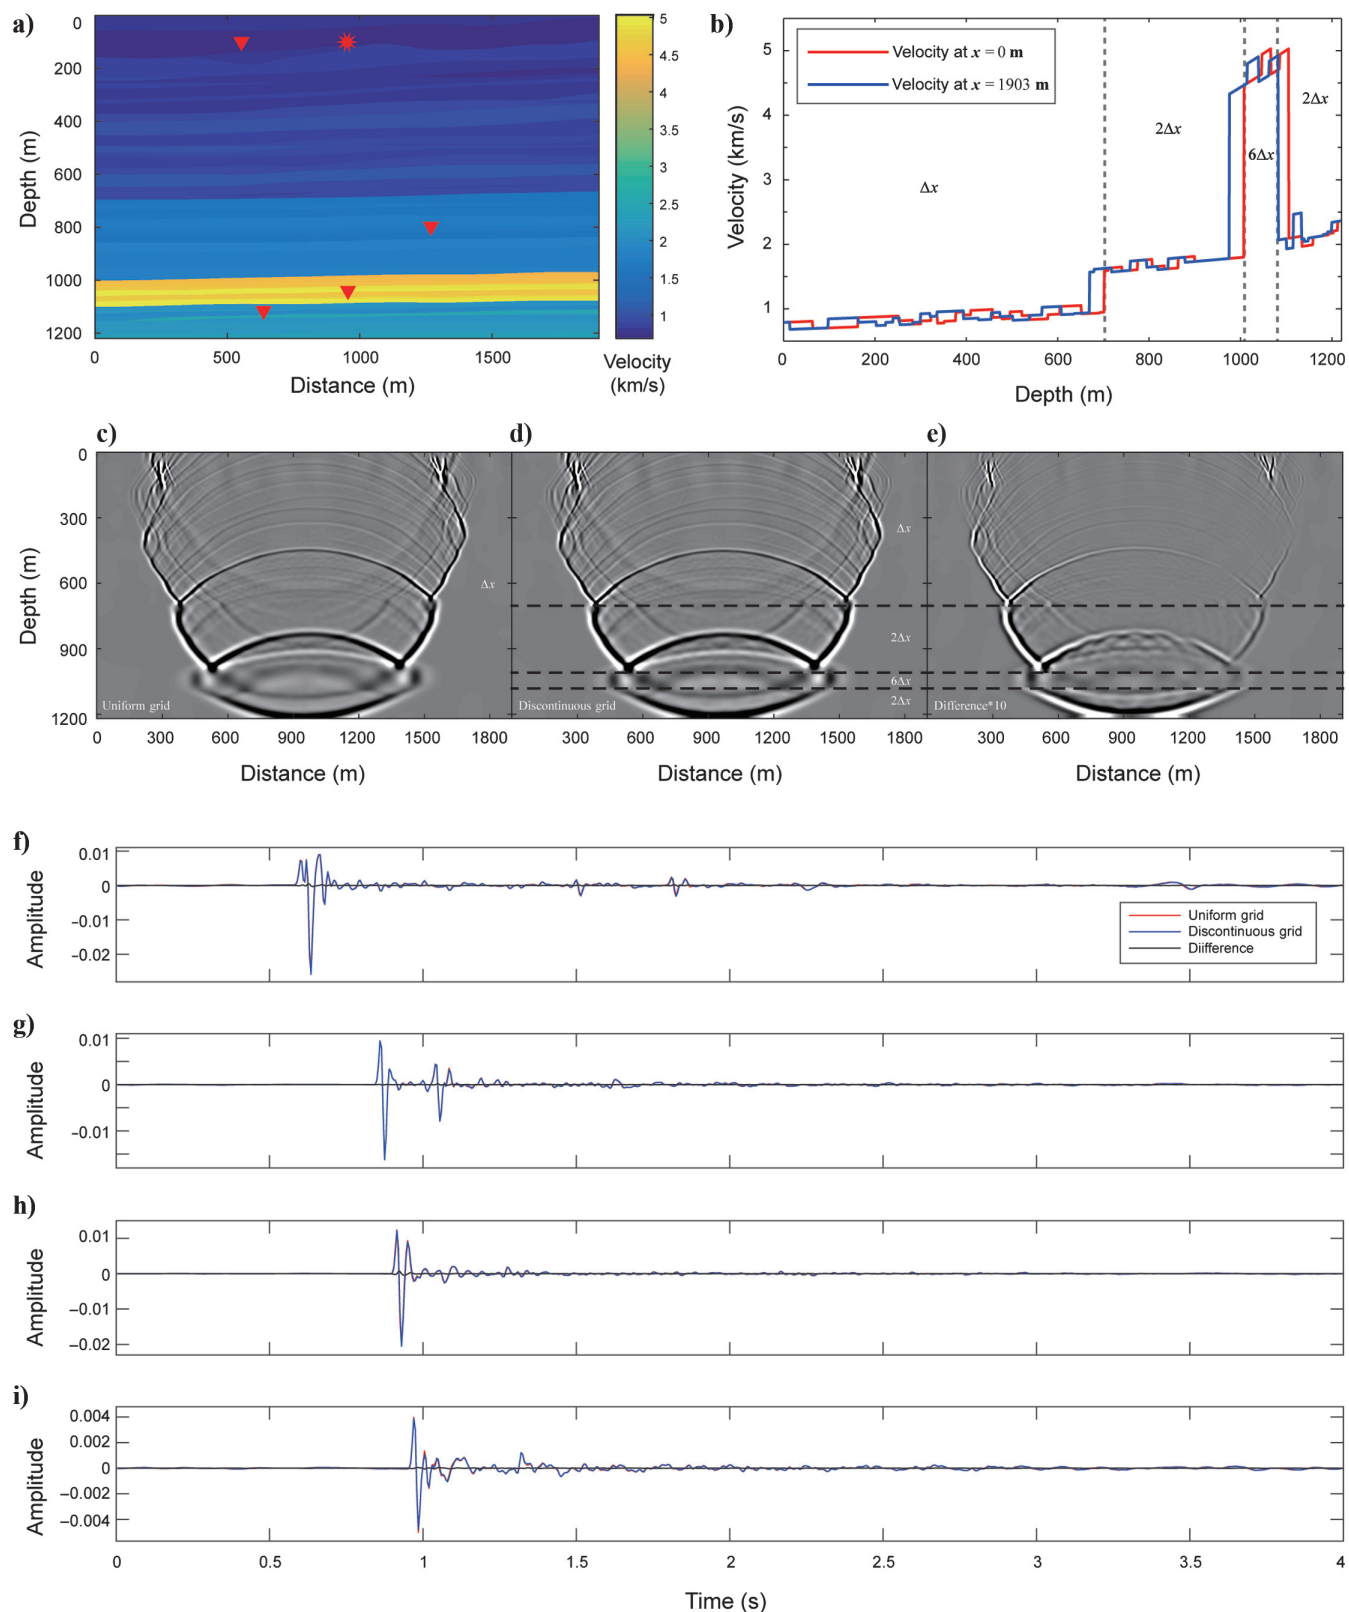 a)
0
200
400
600
800
1000
1200
Depth (m)
0
500
1000
1500
Distance (m)
5
4.5
4
3.5
3
2.5
2
1.5
1
Velocity
(km/s)
b)
Velocity at x = 0 m
Velocity at x = 1903 m
Δx
2Δx
6Δx
2Δx
5
4
3
2
1
Velocity (km/s)
0
200
400
600
800
1000
1200
Depth (m)
c)
0
300
600
900
1200
Depth (m)
Δx
Uniform grid
0
300
600
900
1200
1500
1800
Distance (m)
d)
Δx
2Δx
6Δx
2Δx
Discontinuous grid
300
600
900
1200
1500
1800
Distance (m)
e)
Difference*10
300
600
900
1200
1500
1800
Distance (m)
f)
0.01
0
−0.01
−0.02
Amplitude
Uniform grid
Discontinuous grid
Diifference
g)
0.01
0
−0.01
Amplitude
h)
0.01
0
−0.01
−0.02
Amplitude
i)
0.004
0.002
0
−0.002
−0.004
Amplitude
0
0.5
1
1.5
2
2.5
3
3.5
4
Time (s)